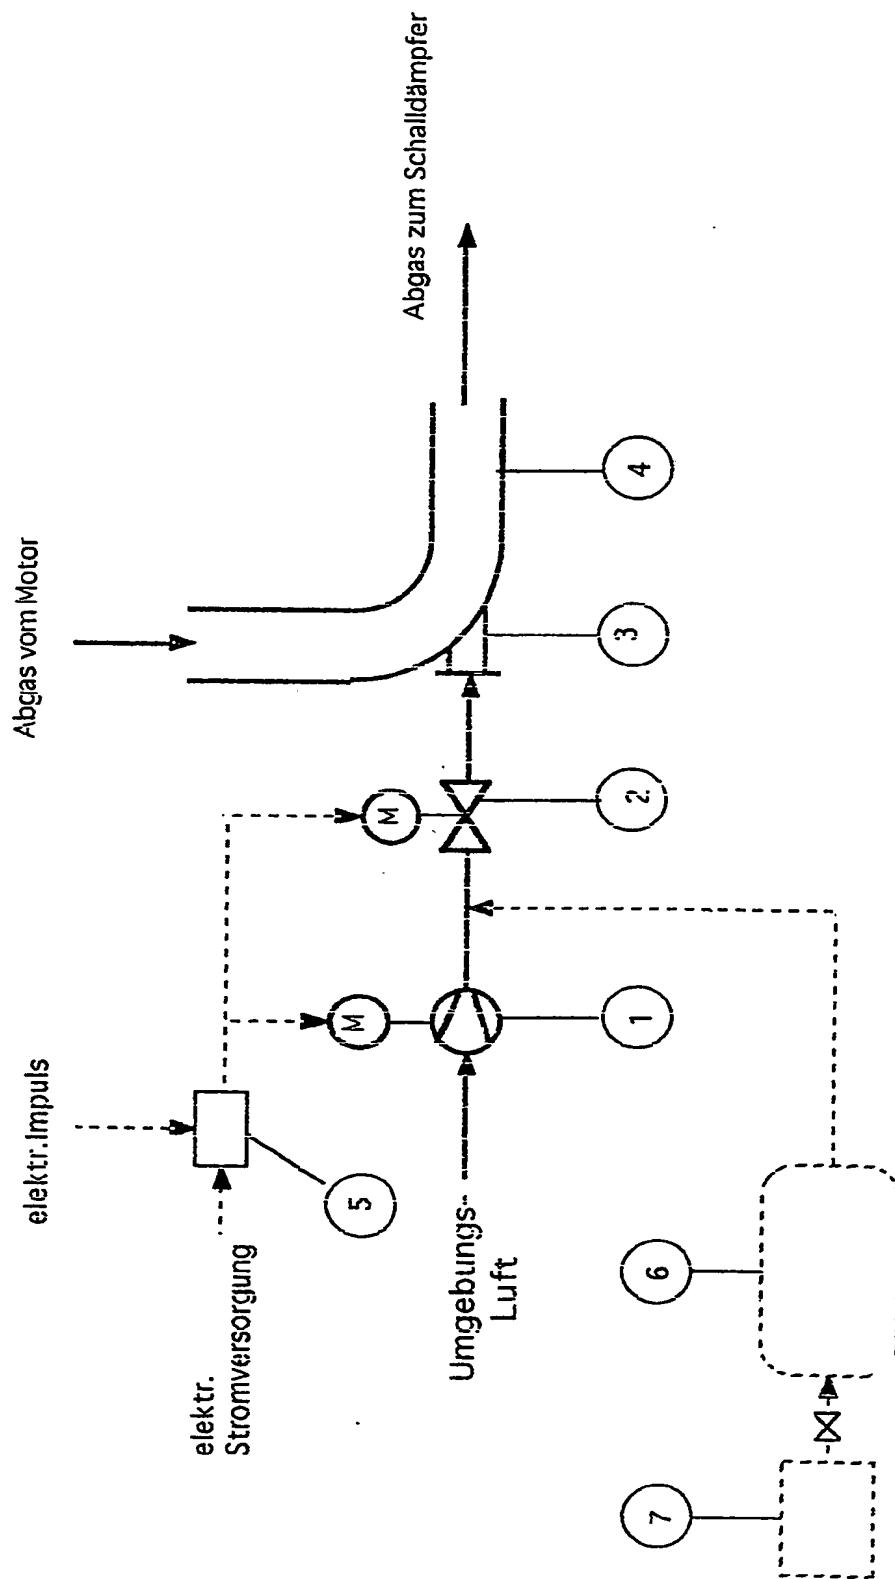 Abgas vom Motor
Abgas zum Schalldämpfer
elektr.Impuls
elektr.
Stromversorgung
Umgebungs-
Luft
M
M
1
2
3
4
5
6
7